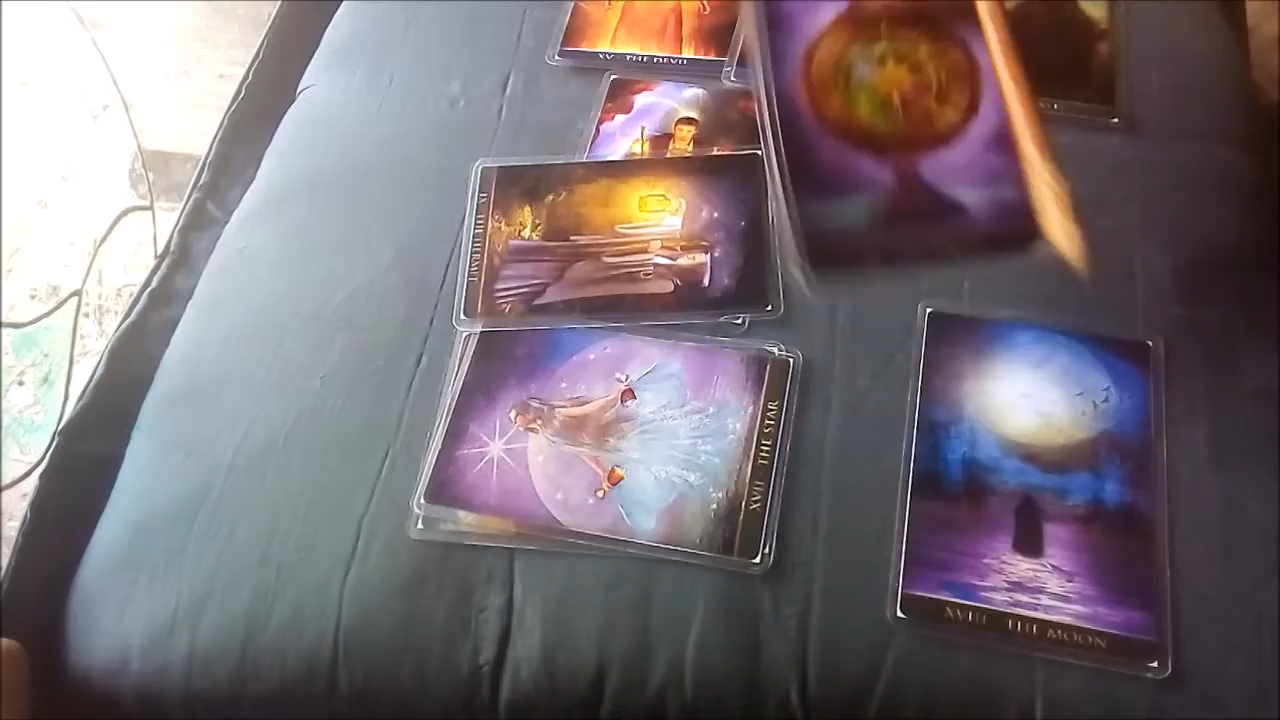 XV · THE DEVIL
IX · THE HERMIT
XVII · THE STAR
XVIII · THE MOON